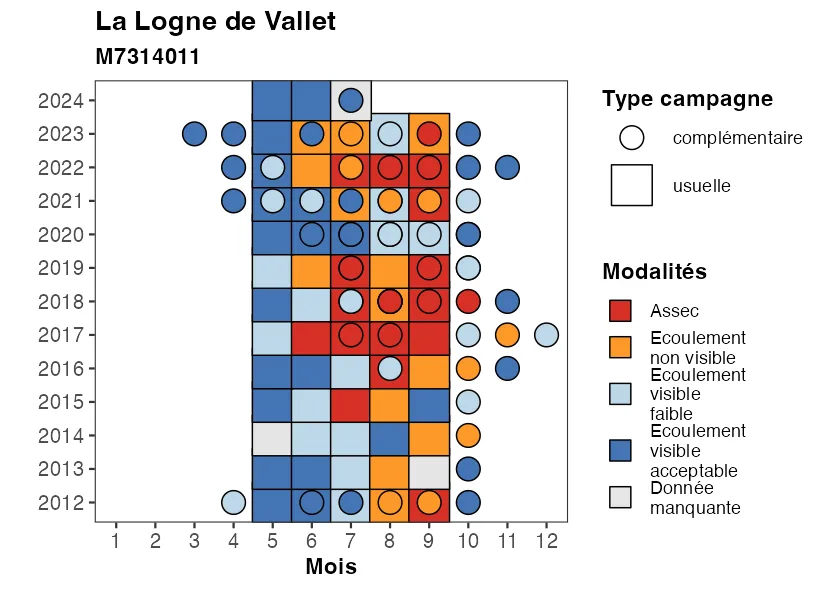 La Logne de Vallet
M7314011
2024
2023
2022
2021
2020
2019
2018
2017
2016
2015
2014
2013
2012
1 2 3 4 5 6 7 8 9 10 11 12
Mois
Type campagne
complémentaire
usuelle
Modalités
Assec
Ecoulement
non visible
Ecoulement
visible
faible
Ecoulement
visible
acceptable
Donnée
manquante